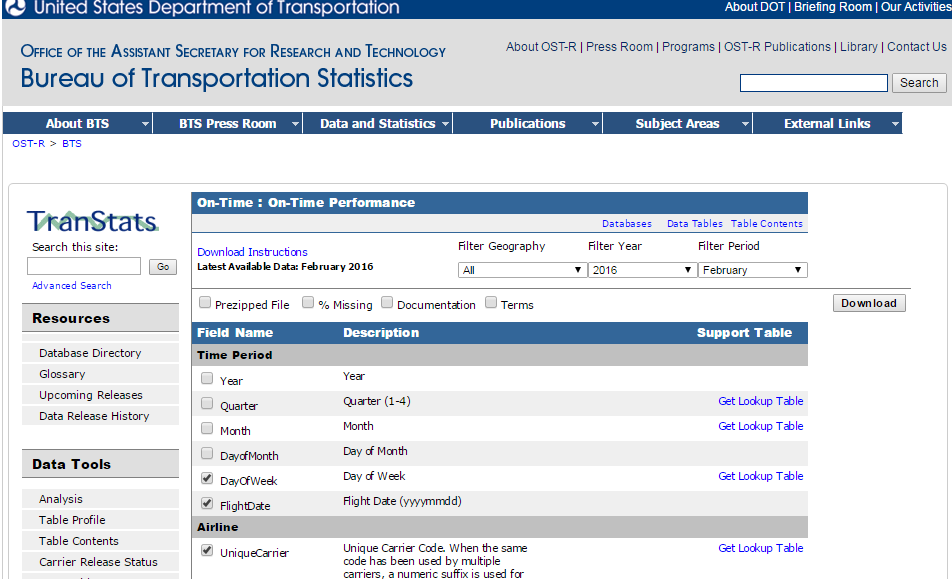 United States Department of Transportation
About DOT | Briefing Room | Our Activities
OFFICE OF THE ASSISTANT SECRETARY FOR RESEARCH AND TECHNOLOGY
About OST-R | Press Room | Programs | OST-R Publications | Library | Contact Us
Bureau of Transportation Statistics
Search
About BTS BTS Press Room Data and Statistics Publications Subject Areas External Links
OST-R > BTS
TranStats
Search this site:
Go
Advanced Search
Resources
Database Directory
Glossary
Upcoming Releases
Data Release History
Data Tools
Analysis
Table Profile
Table Contents
Carrier Release Status
On-Time : On-Time Performance
Databases Data Tables Table Contents
Download Instructions
Latest Available Data: February 2016
Filter Geography Filter Year Filter Period
All 2016 February
Prezipped File % Missing Documentation Terms Download
Field Name Description Support Table
Time Period
Year Year
Quarter Quarter (1-4) Get Lookup Table
Month Month Get Lookup Table
DayofMonth Day of Month
DayOfWeek Day of Week Get Lookup Table
FlightDate Flight Date (yyyymmdd)
Airline
UniqueCarrier Unique Carrier Code. When the same Get Lookup Table
code has been used by multiple
carriers, a numeric suffix is used for